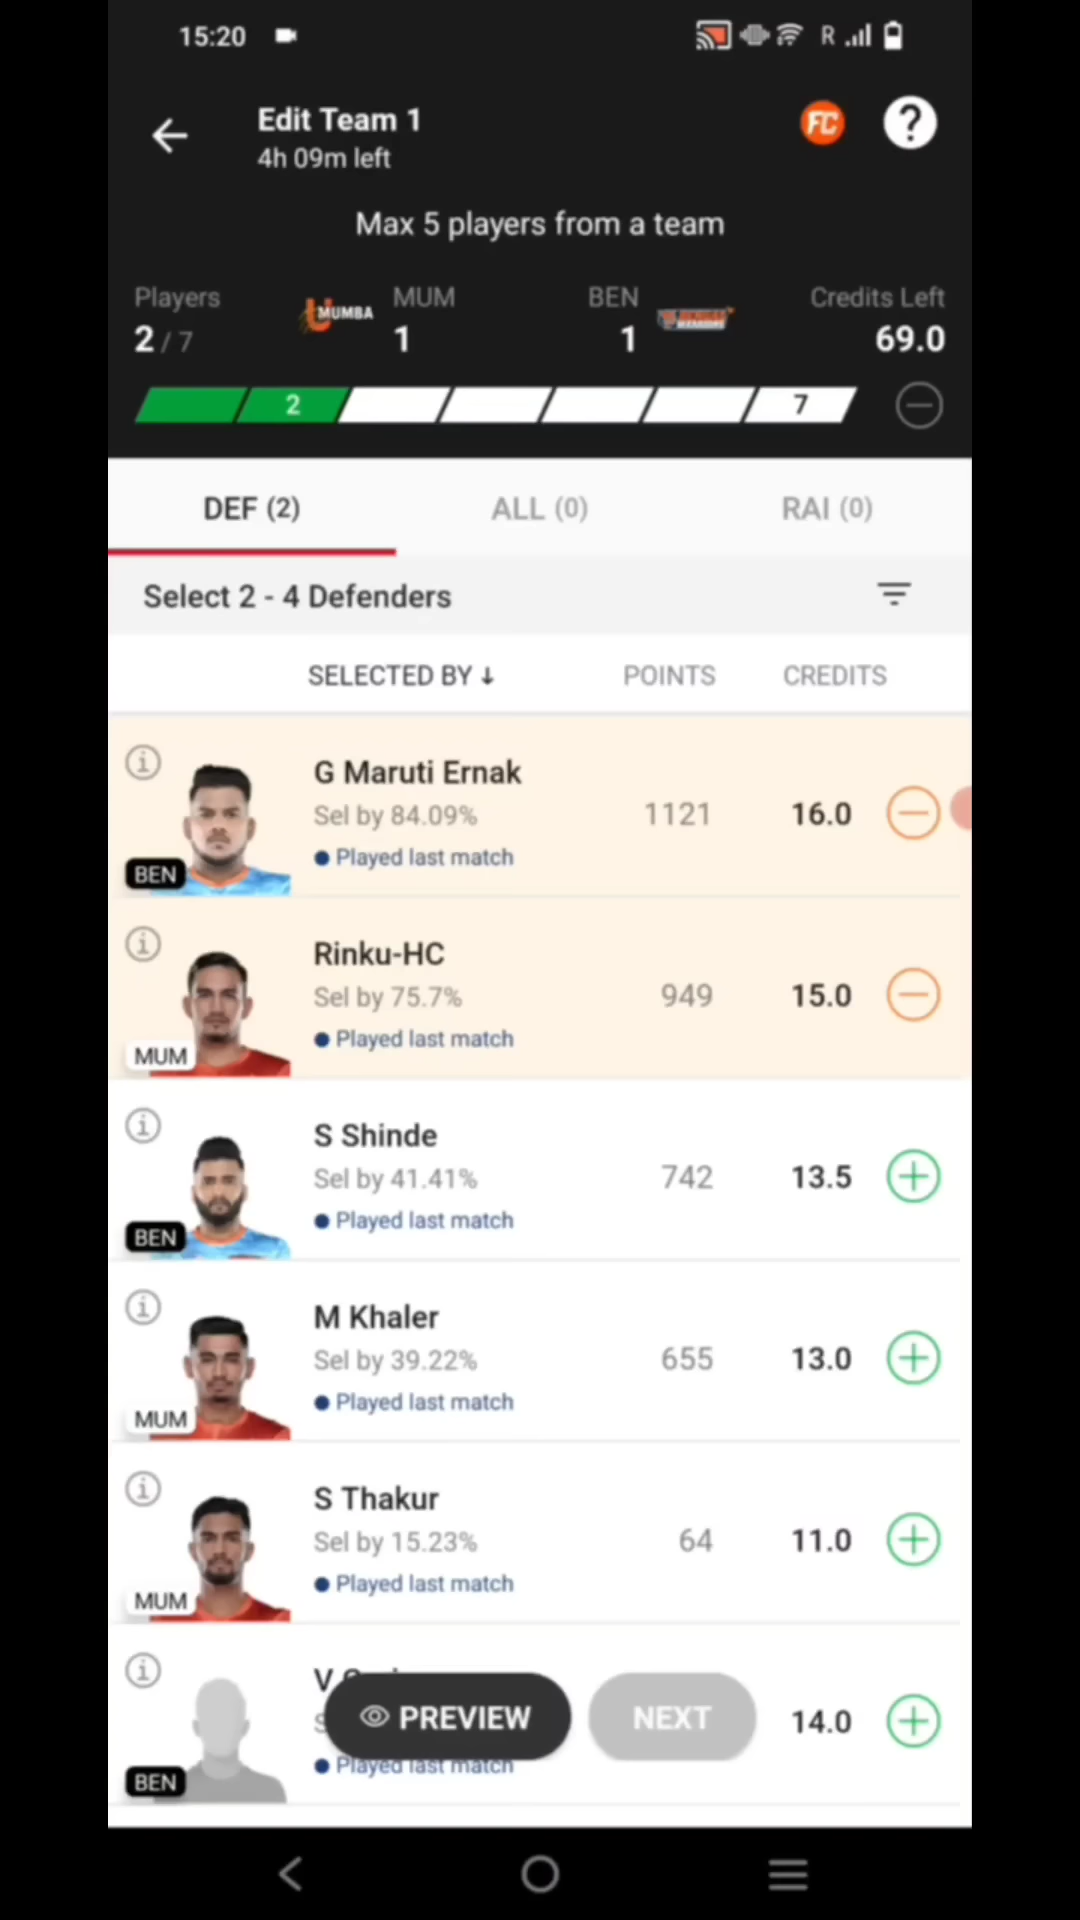 15:20
R
Edit Team 1
FC
?
4h 09m left
Max 5 players from a team
Players MUM BEN Credits Left
U MUMBA
2 / 7 1 1 69.0
2 7
DEF (2) ALL (0) RAI (0)
Select 2 - 4 Defenders
SELECTED BY ↓ POINTS CREDITS
G Maruti Ernak
Sel by 84.09% 1121 16.0
Played last match
BEN
Rinku-HC
Sel by 75.7% 949 15.0
Played last match
MUM
S Shinde
Sel by 41.41% 742 13.5
Played last match
BEN
M Khaler
Sel by 39.22% 655 13.0
Played last match
MUM
S Thakur
Sel by 15.23% 64 11.0
Played last match
MUM
V
PREVIEW NEXT 14.0
Played last match
BEN